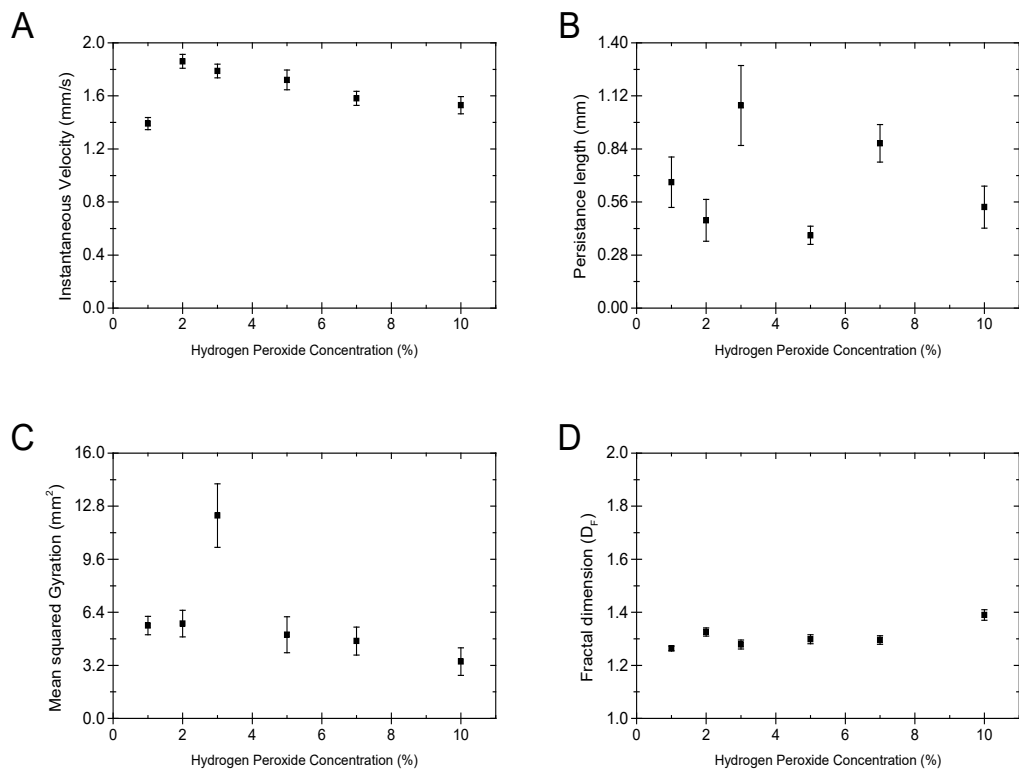 A
2.0
1.6
1.2
0.8
0.4
0.0
0 2 4 6 8 10
Instantaneous Velocity (mm/s)
Hydrogen Peroxide Concentration (%)
B
1.40
1.12
0.84
0.56
0.28
0.00
0 2 4 6 8 10
Persistance length (mm)
Hydrogen Peroxide Concentration (%)
C
16.0
12.8
9.6
6.4
3.2
0.0
0 2 4 6 8 10
Mean squared Gyration (mm²)
Hydrogen Peroxide Concentration (%)
D
2.0
1.8
1.6
1.4
1.2
1.0
0 2 4 6 8 10
Fractal dimension (D_F)
Hydrogen Peroxide Concentration (%)